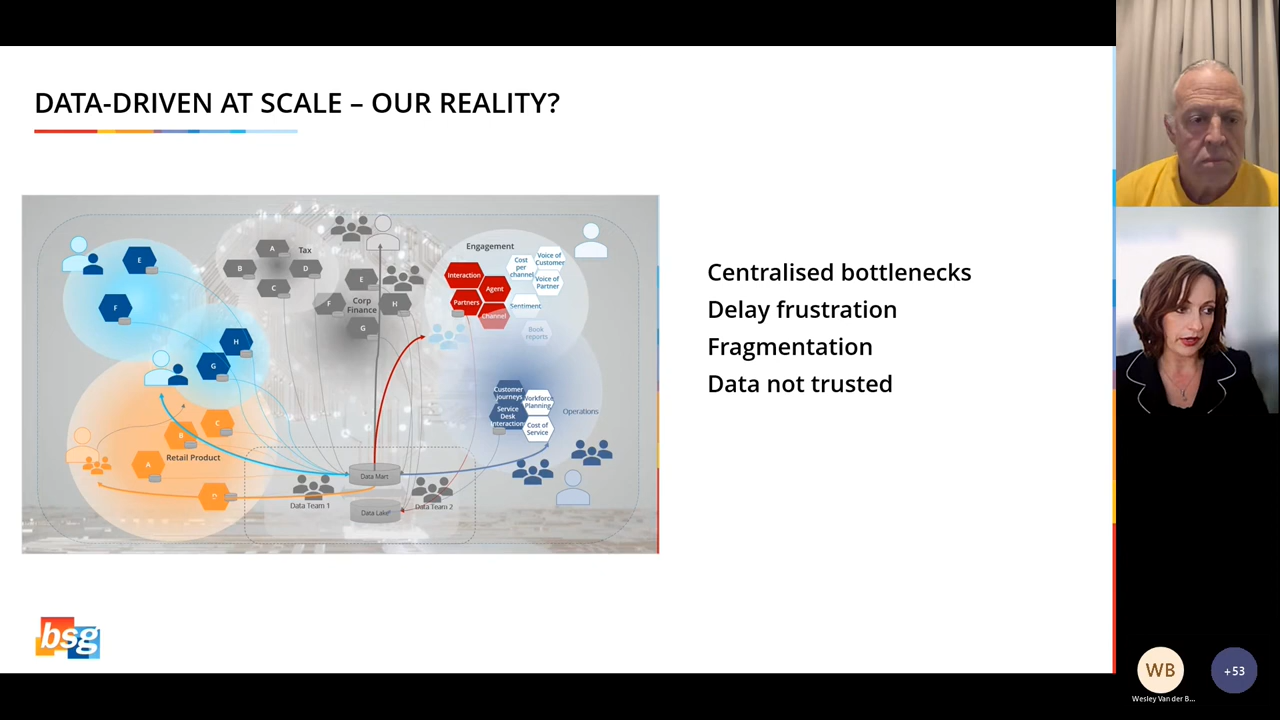 DATA-DRIVEN AT SCALE – OUR REALITY?
E
F
H
G
A
Tax
B
D
C
E
F
Corp
Finance
H
G
Engagement
Interaction
Agent
Partners
Channel
Cost
per
channel
Voice of
Customer
Voice of
Partner
Sentiment
Book
reports
Customer
journeys
Service
Desk
Interaction
Workforce
Planning
Cost of
Service
Operations
C
B
A
Retail Product
D
Data Mart
Data Team 1
Data Lake
Data Team 2
Centralised bottlenecks
Delay frustration
Fragmentation
Data not trusted
bsg
WB
Wesley Van der B...
+53